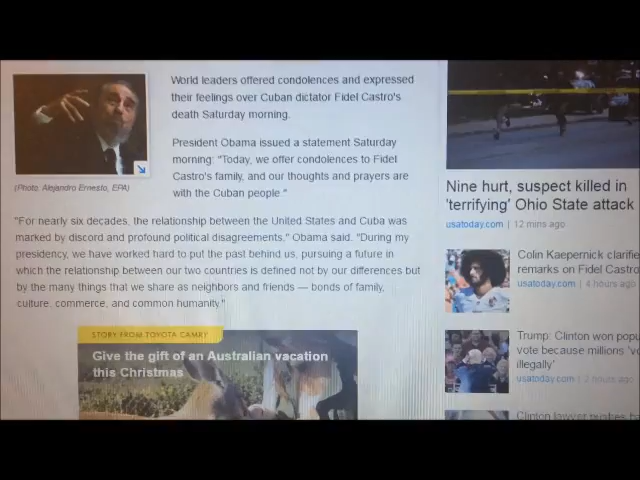 World leaders offered condolences and expressed
their feelings over Cuban dictator Fidel Castro's
death Saturday morning.
President Obama issued a statement Saturday
morning: "Today, we offer condolences to Fidel
Castro's family, and our thoughts and prayers are
with the Cuban people."
(Photo: Alejandro Ernesto, EPA)
"For nearly six decades, the relationship between the United States and Cuba was
marked by discord and profound political disagreements," Obama said. "During my
presidency, we have worked hard to put the past behind us, pursuing a future in
which the relationship between our two countries is defined not by our differences but
by the many things that we share as neighbors and friends — bonds of family,
culture, commerce, and common humanity."
STORY FROM TOYOTA CAMRY
Give the gift of an Australian vacation
this Christmas
Nine hurt, suspect killed in
'terrifying' Ohio State attack
usatoday.com | 12 mins ago
Colin Kaepernick clarifie
remarks on Fidel Castro
usatoday.com | 4 hours ago
Trump: Clinton won popu
vote because millions 'vo
illegally'
usatoday.com | 2 hours ago
Clinton lawyer pushes ba